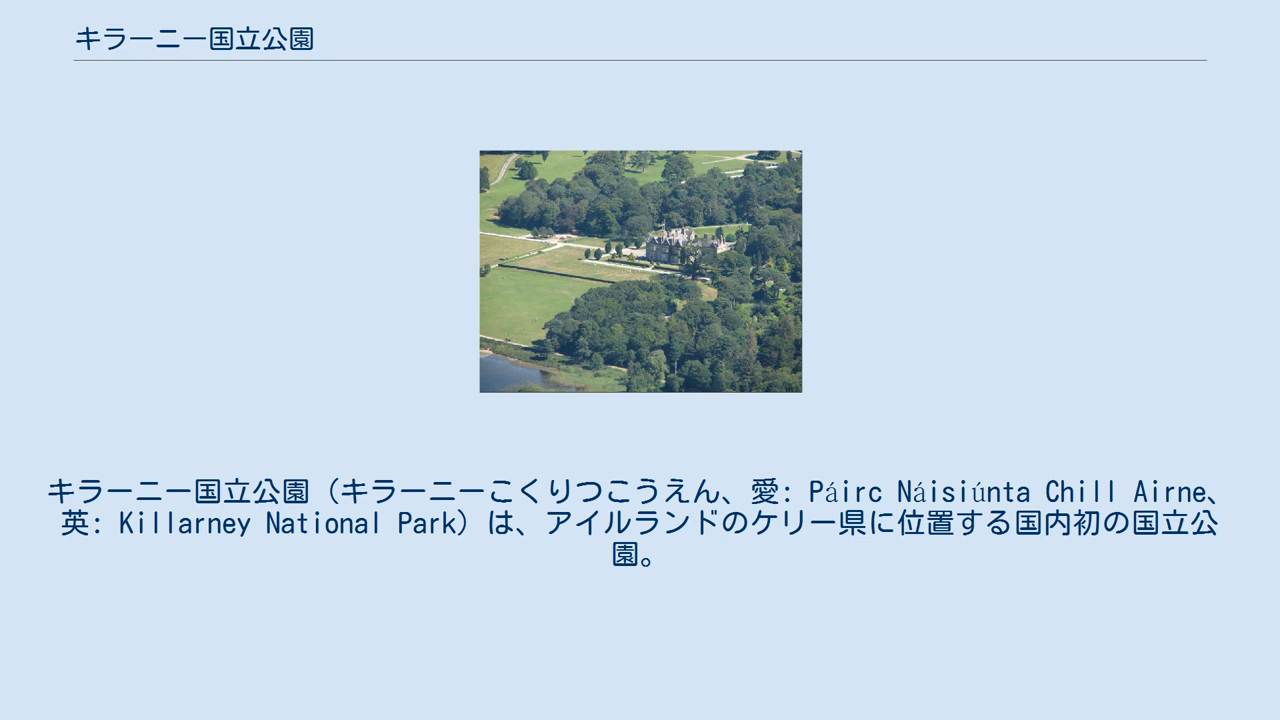 キラーニー国立公園
キラーニー国立公園（キラーニーこくりつこうえん、愛: Páirc Náisiúnta Chill Airne、
英: Killarney National Park）は、アイルランドのケリー県に位置する国内初の国立公
園。